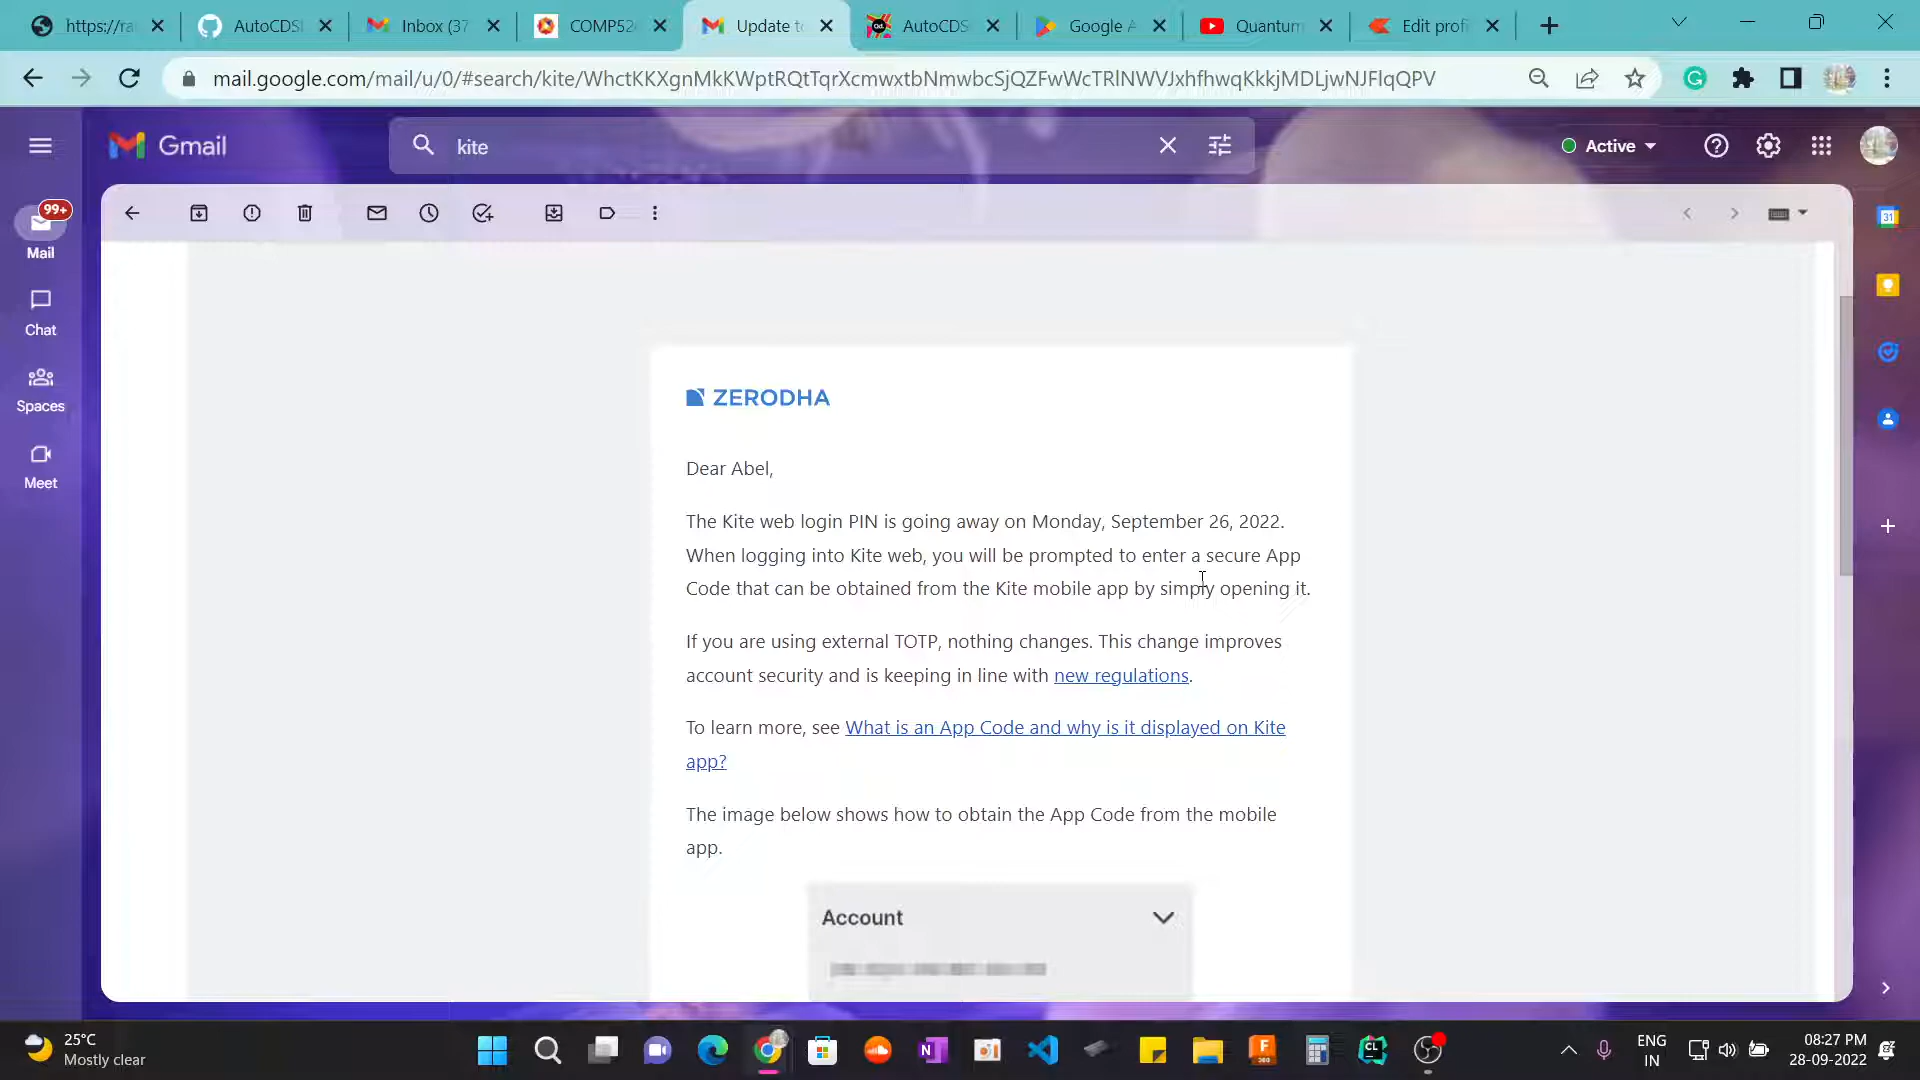 https://ra
AutoCDS
Inbox (37
COMP52
Update to
AutoCDS
Google A
Quantum
Edit profi
mail.google.com/mail/u/0/#search/kite/WhctKKXgnMkKWptRQtTqrXcmwxtbNmwbcSjQZFwWcTRlNWVJxhfhwqKkkjMDLjwNJFlqQPV
Gmail
kite
Active
99+
Mail
Chat
Spaces
Meet
31
ZERODHA
Dear Abel,
The Kite web login PIN is going away on Monday, September 26, 2022.
When logging into Kite web, you will be prompted to enter a secure App
Code that can be obtained from the Kite mobile app by simply opening it.
If you are using external TOTP, nothing changes. This change improves
account security and is keeping in line with new regulations.
To learn more, see What is an App Code and why is it displayed on Kite
app?
The image below shows how to obtain the App Code from the mobile
app.
Account
25°C
Mostly clear
ENG
IN
08:27 PM
28-09-2022